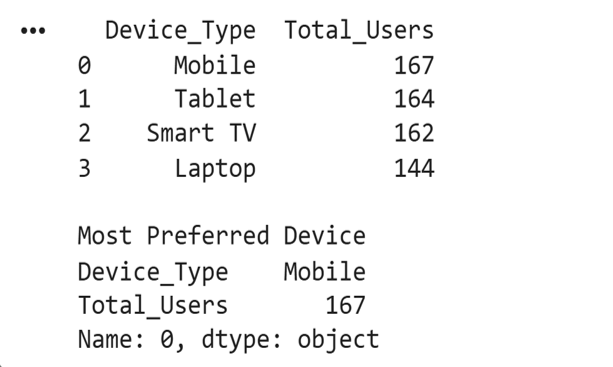 ••• Device_Type Total_Users
0 Mobile 167
1 Tablet 164
2 Smart TV 162
3 Laptop 144
Most Preferred Device
Device_Type Mobile
Total_Users 167
Name: 0, dtype: object